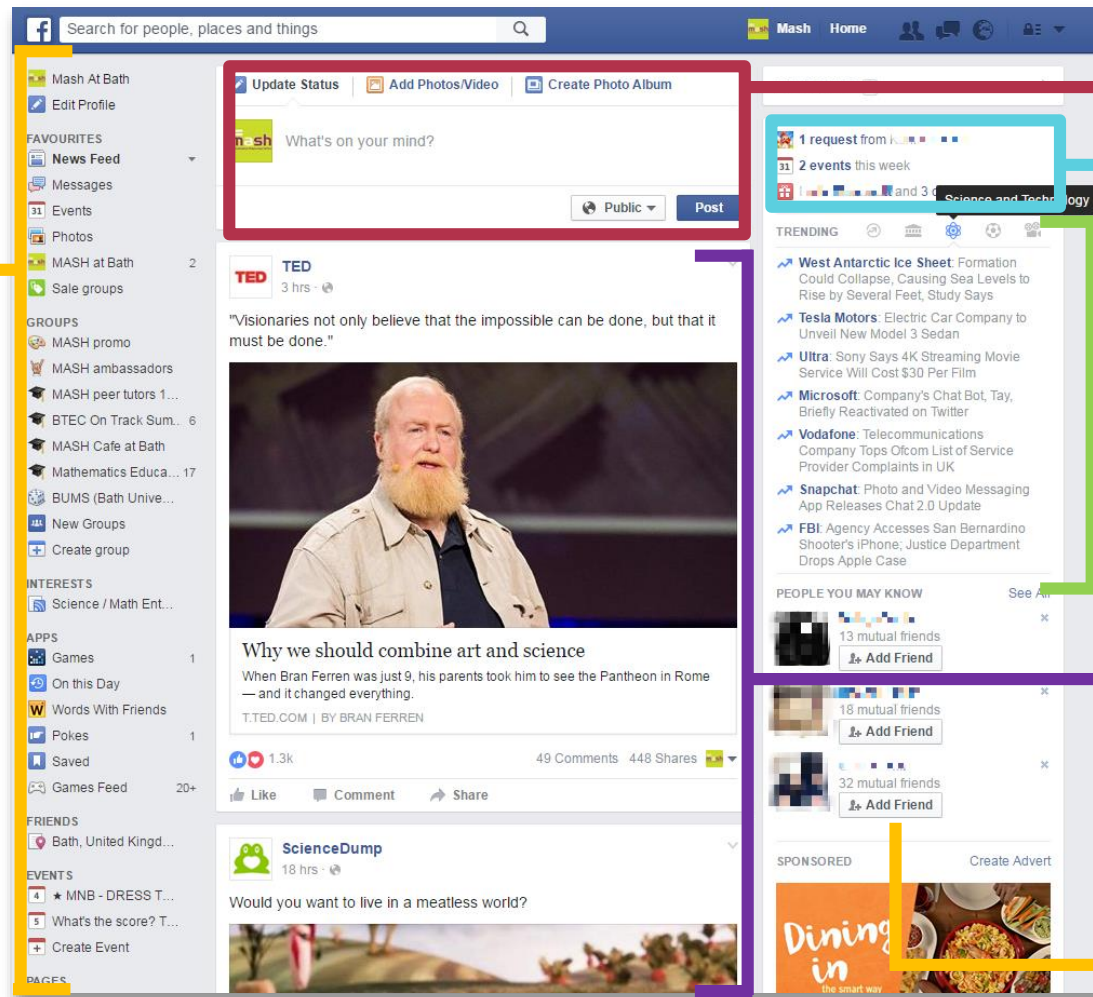 Search for people, places and things
Mash Home
Mash At Bath
Edit Profile
FAVOURITES
News Feed
Messages
Events
Photos
MASH at Bath 2
Sale groups
GROUPS
MASH promo
MASH ambassadors
MASH peer tutors 1...
BTEC On Track Sum.. 6
MASH Cafe at Bath
Mathematics Educa... 17
BUMS (Bath Unive...
New Groups
Create group
INTERESTS
Science / Math Ent...
APPS
Games 1
On this Day
Words With Friends
Pokes 1
Saved
Games Feed 20+
FRIENDS
Bath, United Kingd...
EVENTS
★ MNB - DRESS T...
What's the score? T...
Create Event
PAGES
Update Status Add Photos/Video Create Photo Album
mash What's on your mind?
Public Post
TED TED
3 hrs ·
"Visionaries not only believe that the impossible can be done, but that it
must be done."
Why we should combine art and science
When Bran Ferren was just 9, his parents took him to see the Pantheon in Rome
— and it changed everything.
T.TED.COM | BY BRAN FERREN
1.3k 49 Comments 448 Shares
Like Comment Share
ScienceDump
18 hrs ·
Would you want to live in a meatless world?
1 request from
31 2 events this week
and 3
Science and Technology
TRENDING
West Antarctic Ice Sheet: Formation
Could Collapse, Causing Sea Levels to
Rise by Several Feet, Study Says
Tesla Motors: Electric Car Company to
Unveil New Model 3 Sedan
Ultra: Sony Says 4K Streaming Movie
Service Will Cost $30 Per Film
Microsoft: Company's Chat Bot, Tay,
Briefly Reactivated on Twitter
Vodafone: Telecommunications
Company Tops Ofcom List of Service
Provider Complaints in UK
Snapchat: Photo and Video Messaging
App Releases Chat 2.0 Update
FBI: Agency Accesses San Bernardino
Shooter's iPhone; Justice Department
Drops Apple Case
PEOPLE YOU MAY KNOW See All
13 mutual friends
Add Friend
18 mutual friends
Add Friend
32 mutual friends
Add Friend
SPONSORED Create Advert
Dining
in
the smart way